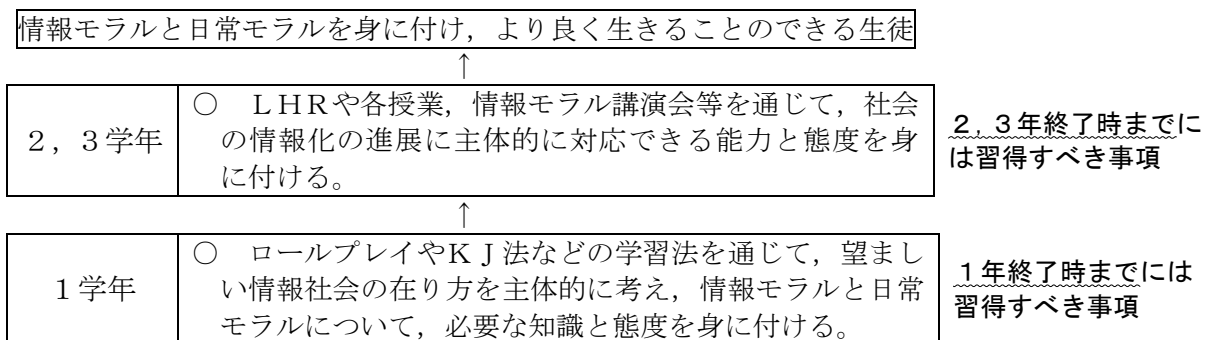 情報モラルと日常モラルを身に付け，より良く生きることのできる生徒
↑
２，３学年
○　ＬＨＲや各授業，情報モラル講演会等を通じて，社会
の情報化の進展に主体的に対応できる能力と態度を身
に付ける。
２，３年終了時までに
は習得すべき事項
↑
１学年
○　ロールプレイやＫＪ法などの学習法を通じて，望まし
い情報社会の在り方を主体的に考え，情報モラルと日常
モラルについて，必要な知識と態度を身に付ける。
１年終了時までには
習得すべき事項